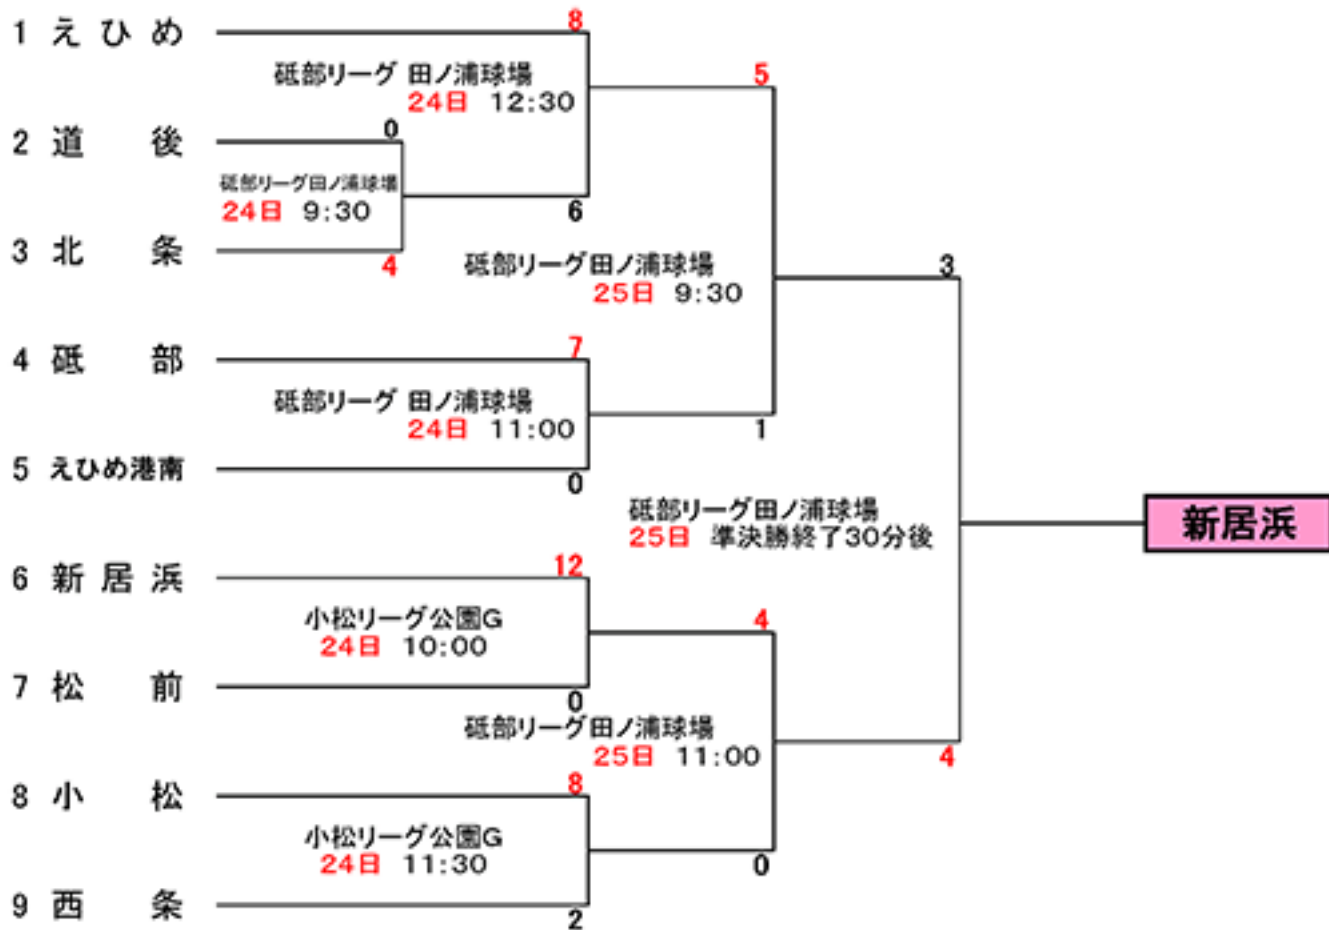 1 えひめ
8
砥部リーグ 田ノ浦球場
24日 12:30
5
2 道後
0
砥部リーグ田ノ浦球場
24日 9:30
6
3 北条
4
砥部リーグ田ノ浦球場
25日 9:30
3
4 砥部
7
砥部リーグ 田ノ浦球場
24日 11:00
1
5 えひめ港南
0
砥部リーグ田ノ浦球場
25日 準決勝終了30分後
新居浜
6 新居浜
12
小松リーグ公園G
24日 10:00
4
7 松前
0
砥部リーグ田ノ浦球場
25日 11:00
4
8 小松
8
小松リーグ公園G
24日 11:30
0
9 西条
2